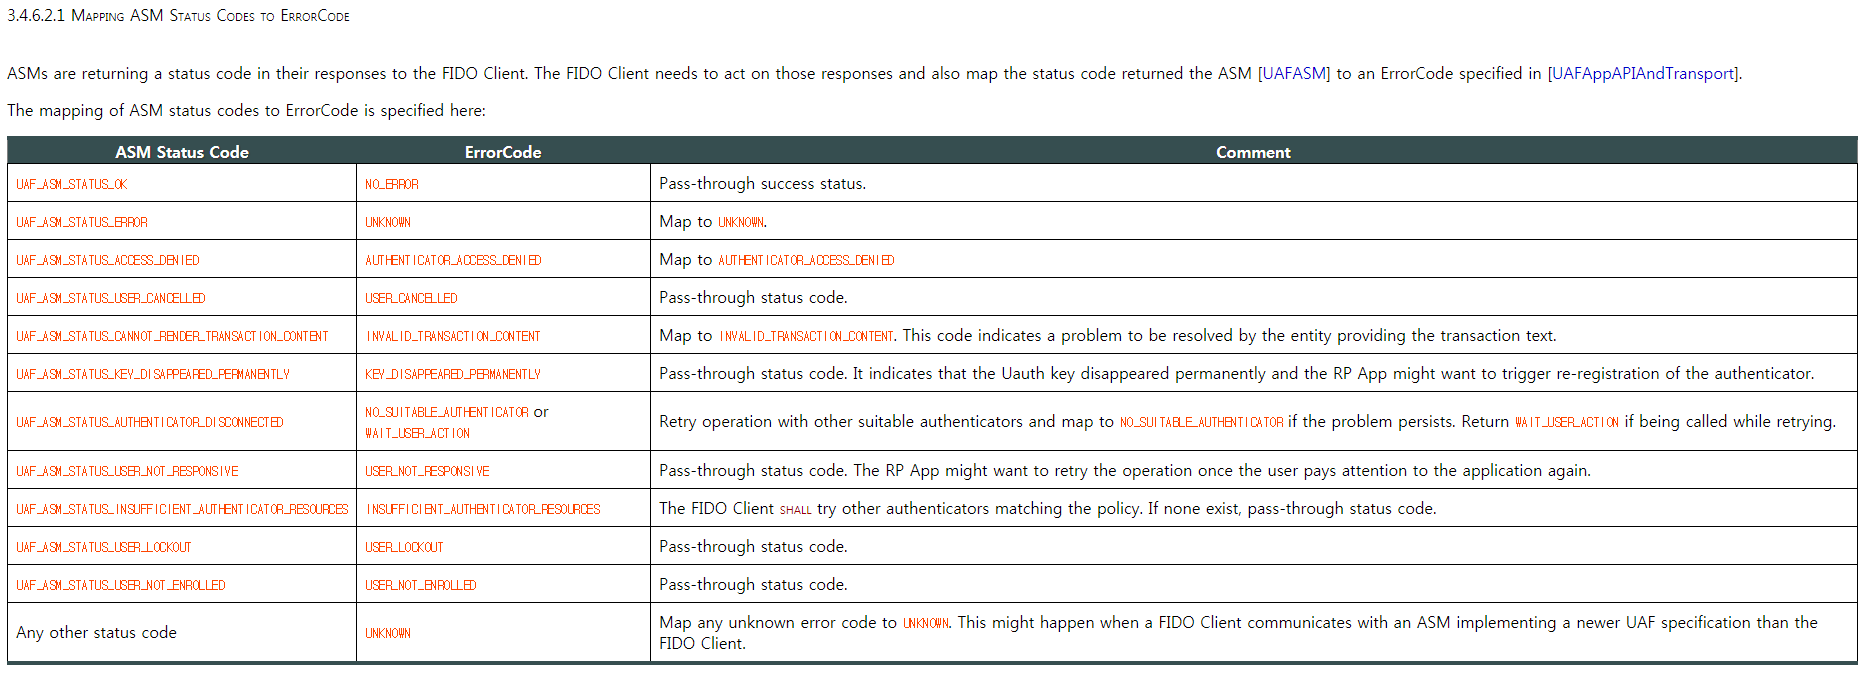 3.4.6.2.1 Mapping ASM Status Codes to ErrorCode
ASMs are returning a status code in their responses to the FIDO Client. The FIDO Client needs to act on those responses and also map the status code returned the ASM [UAFASM] to an ErrorCode specified in [UAFAppAPIAndTransport].
The mapping of ASM status codes to ErrorCode is specified here:
ASM Status Code ErrorCode Comment
UAF_ASM_STATUS_OK NO_ERROR Pass-through success status.
UAF_ASM_STATUS_ERROR UNKNOWN Map to UNKNOWN.
UAF_ASM_STATUS_ACCESS_DENIED AUTHENTICATOR_ACCESS_DENIED Map to AUTHENTICATOR_ACCESS_DENIED
UAF_ASM_STATUS_USER_CANCELLED USER_CANCELLED Pass-through status code.
UAF_ASM_STATUS_CANNOT_RENDER_TRANSACTION_CONTENT INVALID_TRANSACTION_CONTENT Map to INVALID_TRANSACTION_CONTENT. This code indicates a problem to be resolved by the entity providing the transaction text.
UAF_ASM_STATUS_KEY_DISAPPEARED_PERMANENTLY KEY_DISAPPEARED_PERMANENTLY Pass-through status code. It indicates that the Uauth key disappeared permanently and the RP App might want to trigger re-registration of the authenticator.
UAF_ASM_STATUS_AUTHENTICATOR_DISCONNECTED NO_SUITABLE_AUTHENTICATOR or
WAIT_USER_ACTION Retry operation with other suitable authenticators and map to NO_SUITABLE_AUTHENTICATOR if the problem persists. Return WAIT_USER_ACTION if being called while retrying.
UAF_ASM_STATUS_USER_NOT_RESPONSIVE USER_NOT_RESPONSIVE Pass-through status code. The RP App might want to retry the operation once the user pays attention to the application again.
UAF_ASM_STATUS_INSUFFICIENT_AUTHENTICATOR_RESOURCES INSUFFICIENT_AUTHENTICATOR_RESOURCES The FIDO Client SHALL try other authenticators matching the policy. If none exist, pass-through status code.
UAF_ASM_STATUS_USER_LOCKOUT USER_LOCKOUT Pass-through status code.
UAF_ASM_STATUS_USER_NOT_ENROLLED USER_NOT_ENROLLED Pass-through status code.
Any other status code UNKNOWN Map any unknown error code to UNKNOWN. This might happen when a FIDO Client communicates with an ASM implementing a newer UAF specification than the
FIDO Client.